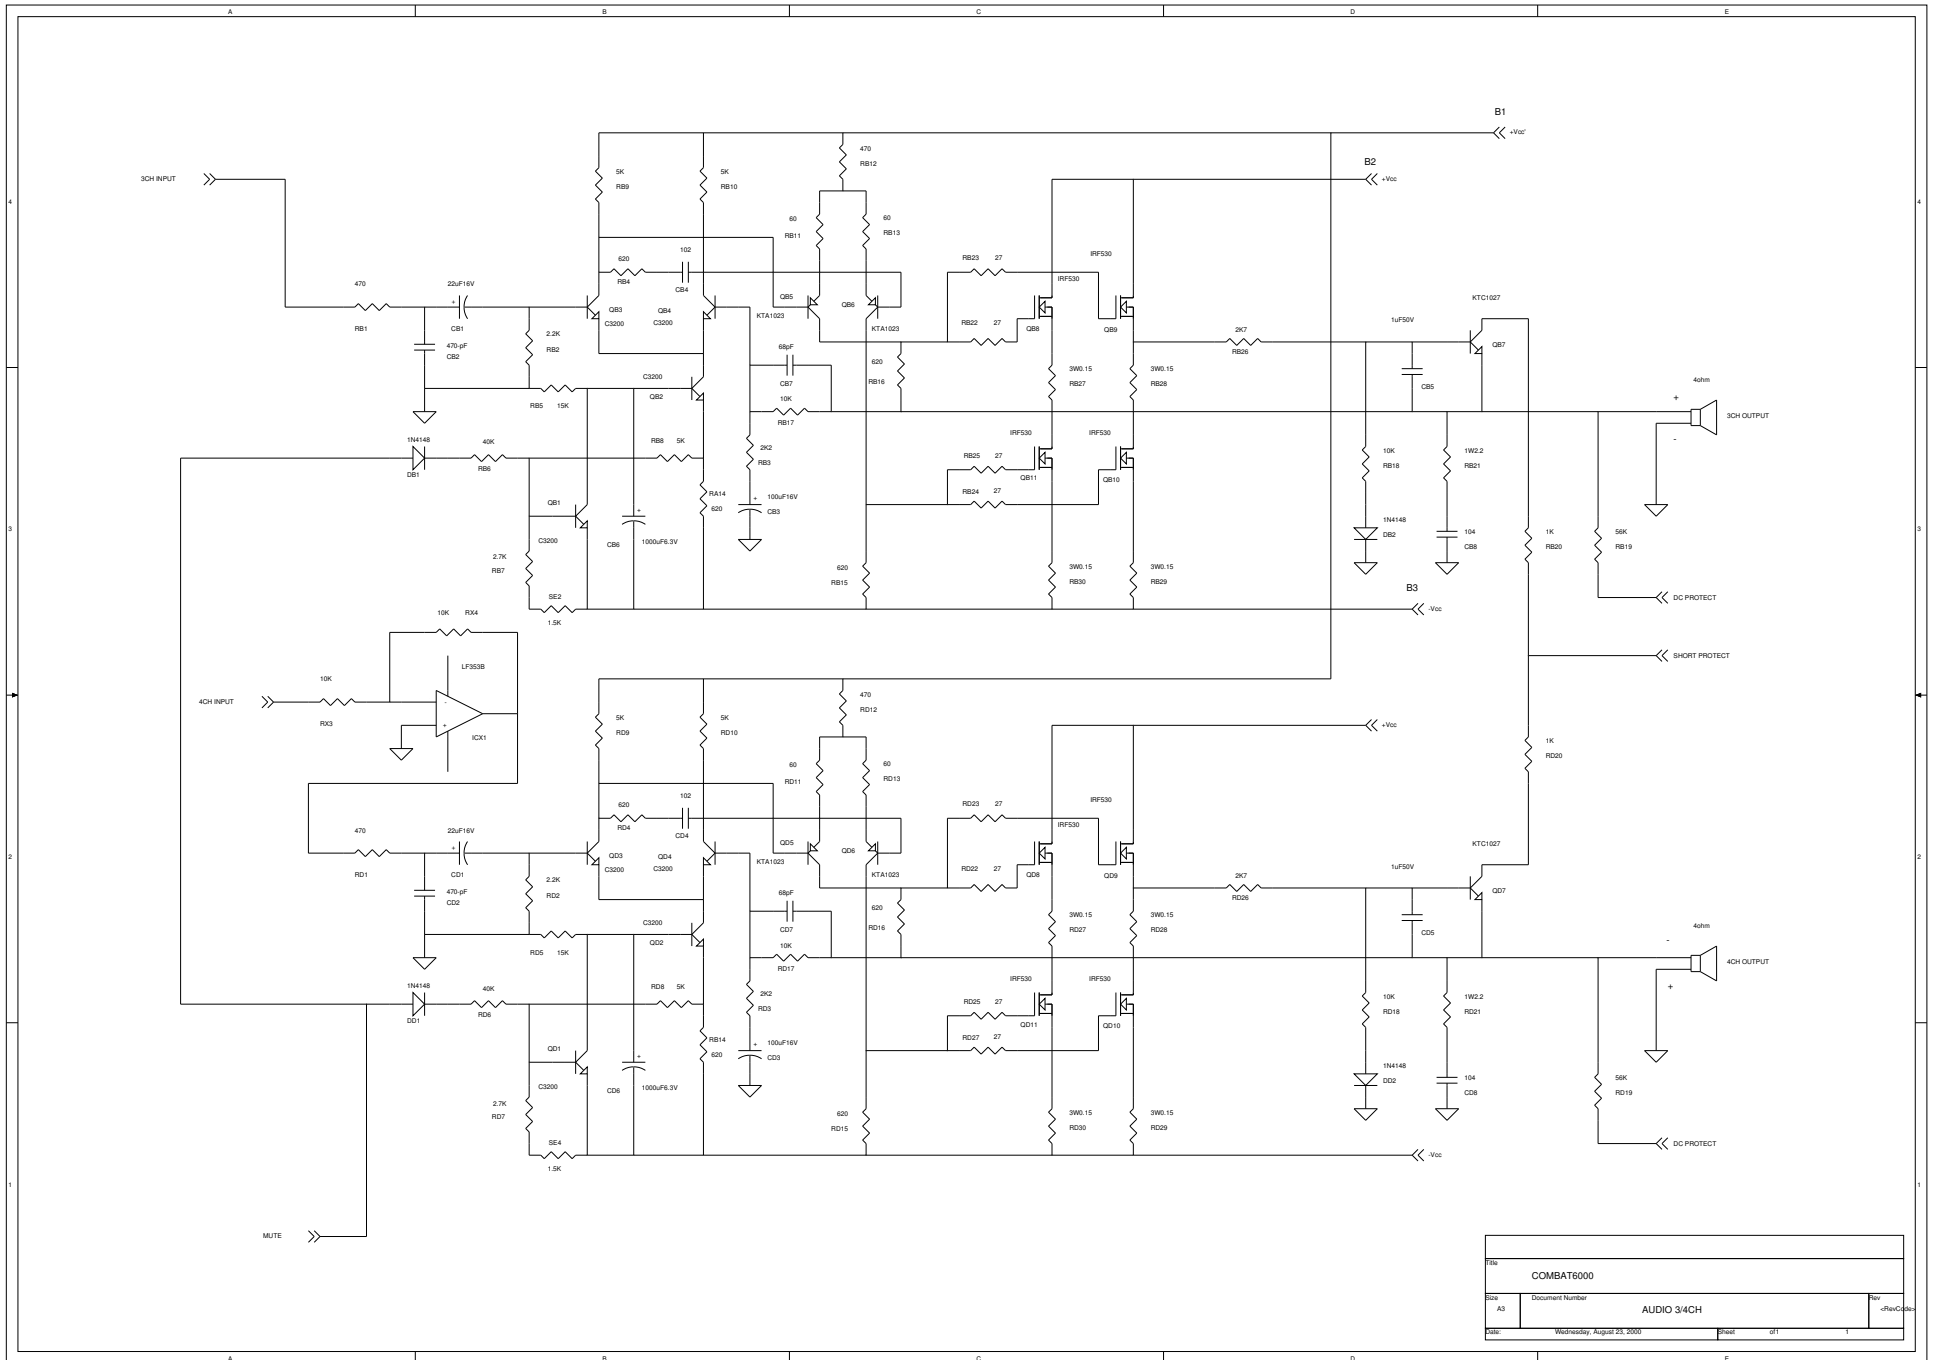 A B C D E
B1
+Vcc'
470
RB12
B2
+Vcc
3CH INPUT
5K
RB9
5K
RB10
4
4
60
RB11
60
RB13
102
620
RB4
CB4
RB23 27
IRF530
IRF530
470
22uF16V
QB5
QB6
KTC1027
RB1
CB1
QB3
C3200
QB4
C3200
KTA1023
KTA1023
RB22 27
QB8
QB9
1uF50V
2K7
RB26
QB7
470-pF
CB2
2.2K
RB2
68pF
CB7
620
RB16
3W0.15
RB27
3W0.15
RB28
CB5
C3200
QB2
4ohm
RB5 15K
10K
RB17
+
3CH OUTPUT
-
1N4148
DB1
40K
RB6
RB8 5K
2K2
RB3
IRF530
IRF530
RB25 27
QB11
QB10
10K
RB18
1W2.2
RB21
RA14
620
100uF16V
CB3
RB24 27
QB1
C3200
CB6
1000uF6.3V
1N4148
DB2
104
CB8
1K
RB20
56K
RB19
3
3
2.7K
RB7
620
RB15
3W0.15
RB30
3W0.15
RB29
SE2
1.5K
B3
-Vcc
DC PROTECT
10K RX4
LF353B
SHORT PROTECT
4CH INPUT
10K
RX3
-
+
ICX1
470
RD12
+Vcc
5K
RD9
5K
RD10
1K
RD20
60
RD11
60
RD13
102
620
RD4
CD4
RD23 27
IRF530
IRF530
470
22uF16V
QD5
QD6
KTC1027
RD1
CD1
QD3
C3200
QD4
C3200
KTA1023
KTA1023
RD22 27
QD8
QD9
1uF50V
2K7
RD26
QD7
2
2
470-pF
CD2
2.2K
RD2
68pF
CD7
620
RD16
3W0.15
RD27
3W0.15
RD28
CD5
C3200
QD2
4ohm
RD5 15K
10K
RD17
-
4CH OUTPUT
+
1N4148
DD1
40K
RD6
RD8 5K
2K2
RD3
IRF530
IRF530
RD25 27
QD11
QD10
10K
RD18
1W2.2
RD21
RB14
620
100uF16V
CD3
RD27 27
QD1
C3200
CD6
1000uF6.3V
1N4148
DD2
104
CD8
56K
RD19
2.7K
RD7
620
RD15
3W0.15
RD30
3W0.15
RD29
SE4
1.5K
-Vcc
DC PROTECT
1
1
MUTE
Title
COMBAT6000
Size
A3
Document Number
AUDIO 3/4CH
Rev
<RevCode>
Date: Wednesday, August 23, 2000 Sheet 1 of 1
A B C D E